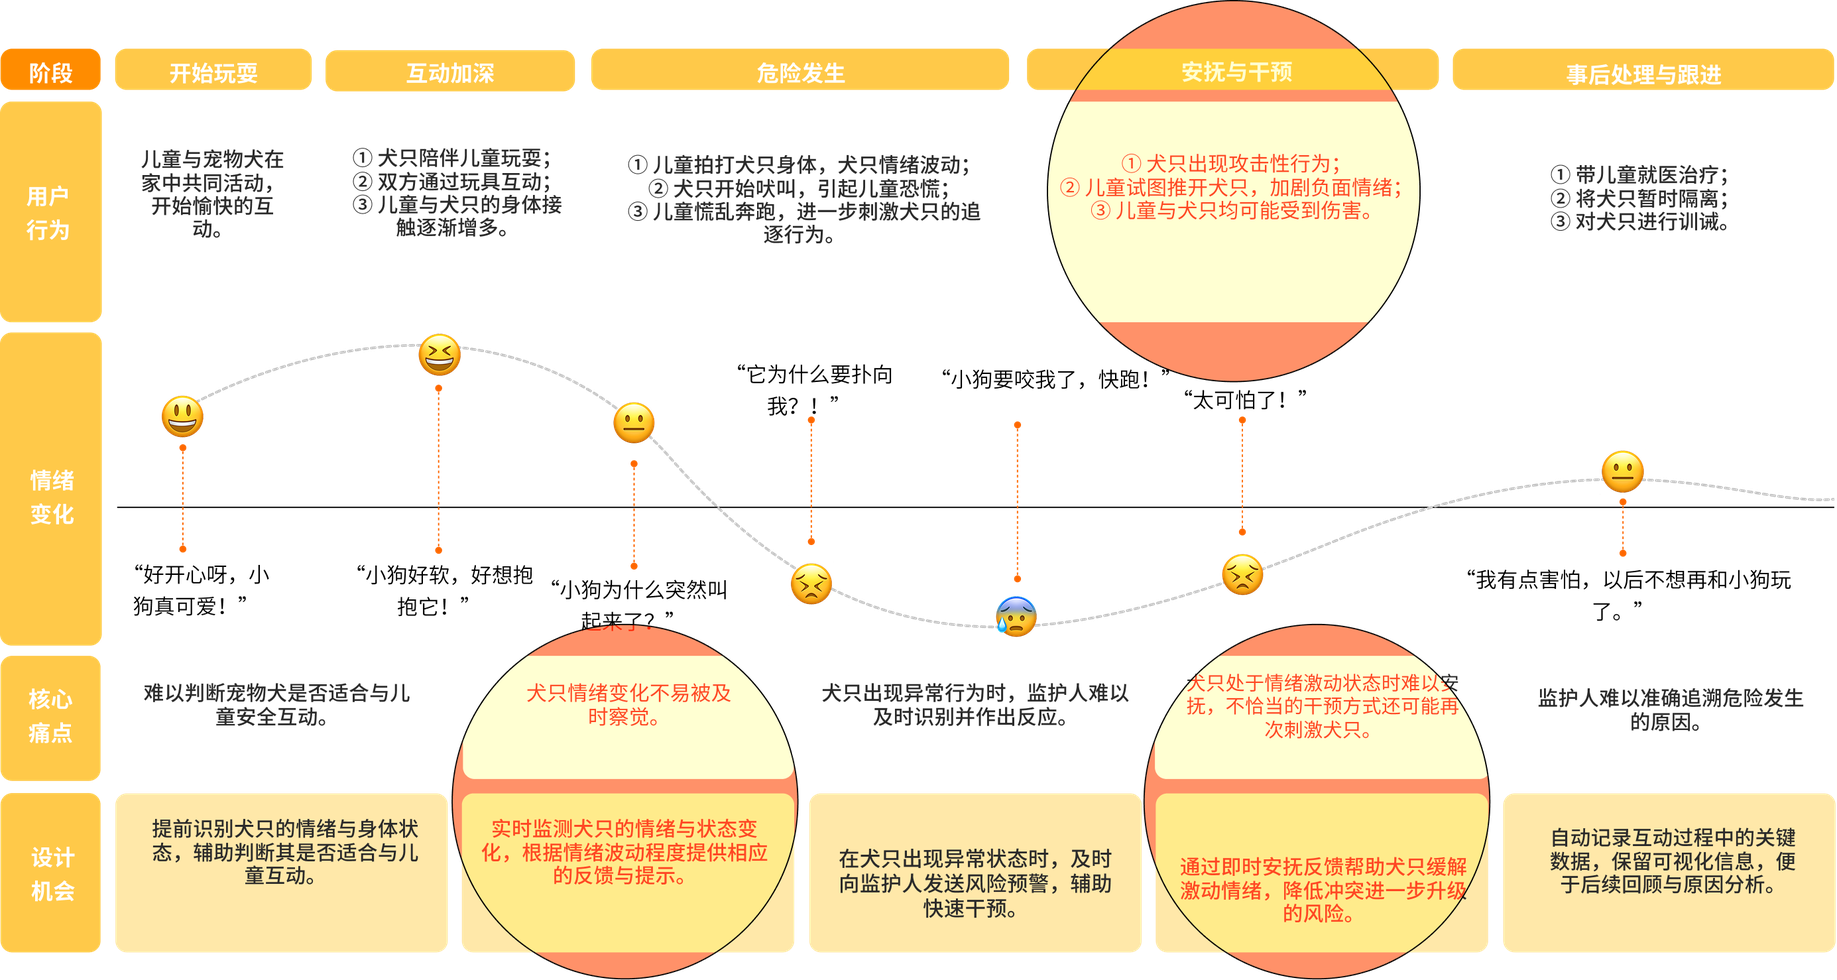 阶段
开始玩耍
互动加深
危险发生
安抚与干预
事后处理与跟进
用户
行为
儿童与宠物犬在
家中共同活动，
开始愉快的互
动。
① 犬只陪伴儿童玩耍；
② 双方通过玩具互动；
③ 儿童与犬只的身体接
触逐渐增多。
① 儿童拍打犬只身体，犬只情绪波动；
② 犬只开始吠叫，引起儿童恐慌；
③ 儿童慌乱奔跑，进一步刺激犬只的追
逐行为。
① 犬只出现攻击性行为；
② 儿童试图推开犬只，加剧负面情绪；
③ 儿童与犬只均可能受到伤害。
① 带儿童就医治疗；
② 将犬只暂时隔离；
③ 对犬只进行训诫。
情绪
变化
“好开心呀，小
狗真可爱！”
“小狗好软，好想抱
抱它！”
“小狗为什么突然叫
起来了？”
“它为什么要扑向
我？！”
“小狗要咬我了，快跑！”
“太可怕了！”
“我有点害怕，以后不想再和小狗玩
了。”
核心
痛点
难以判断宠物犬是否适合与儿
童安全互动。
犬只情绪变化不易被及
时察觉。
犬只出现异常行为时，监护人难以
及时识别并作出反应。
犬只处于情绪激动状态时难以安
抚，不恰当的干预方式还可能再
次刺激犬只。
监护人难以准确追溯危险发生
的原因。
设计
机会
提前识别犬只的情绪与身体状
态，辅助判断其是否适合与儿
童互动。
实时监测犬只的情绪与状态变
化，根据情绪波动程度提供相应
的反馈与提示。
在犬只出现异常状态时，及时
向监护人发送风险预警，辅助
快速干预。
通过即时安抚反馈帮助犬只缓解
激动情绪，降低冲突进一步升级
的风险。
自动记录互动过程中的关键
数据，保留可视化信息，便
于后续回顾与原因分析。